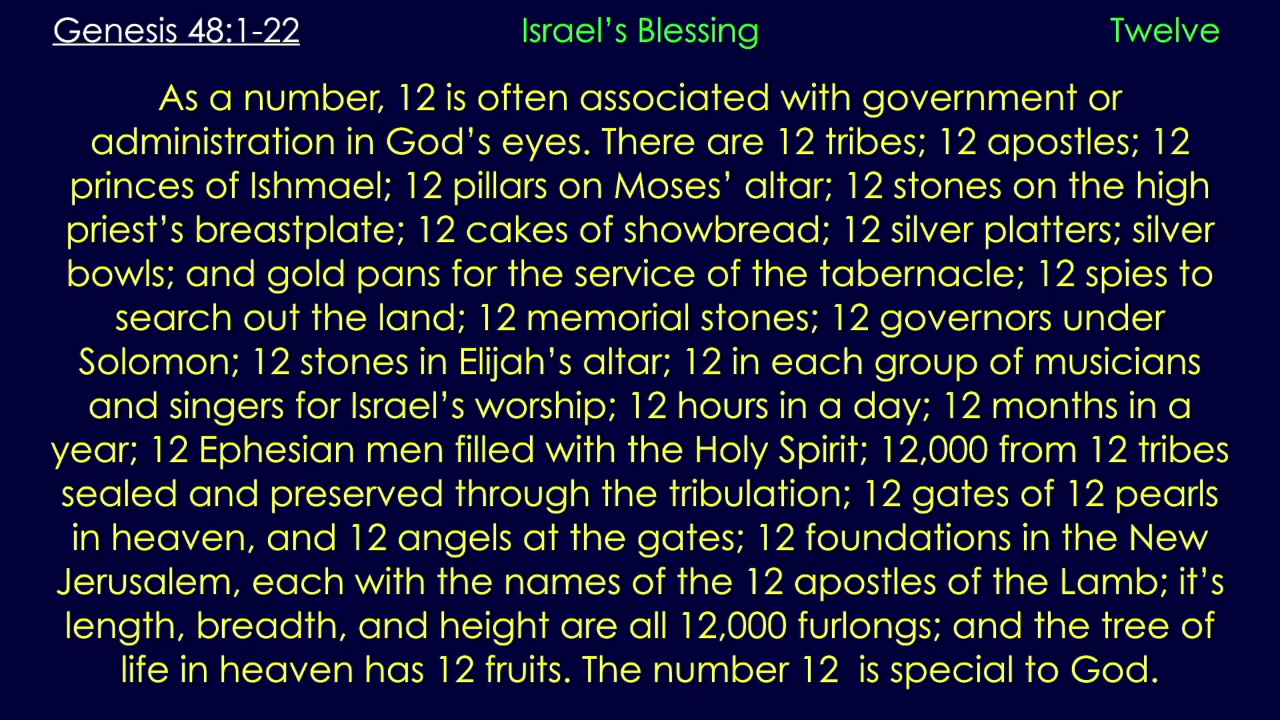 Genesis 48:1-22 Israel’s Blessing Twelve
As a number, 12 is often associated with government or
administration in God’s eyes. There are 12 tribes; 12 apostles; 12
princes of Ishmael; 12 pillars on Moses’ altar; 12 stones on the high
priest’s breastplate; 12 cakes of showbread; 12 silver platters; silver
bowls; and gold pans for the service of the tabernacle; 12 spies to
search out the land; 12 memorial stones; 12 governors under
Solomon; 12 stones in Elijah’s altar; 12 in each group of musicians
and singers for Israel’s worship; 12 hours in a day; 12 months in a
year; 12 Ephesian men filled with the Holy Spirit; 12,000 from 12 tribes
sealed and preserved through the tribulation; 12 gates of 12 pearls
in heaven, and 12 angels at the gates; 12 foundations in the New
Jerusalem, each with the names of the 12 apostles of the Lamb; it’s
length, breadth, and height are all 12,000 furlongs; and the tree of
life in heaven has 12 fruits. The number 12  is special to God.